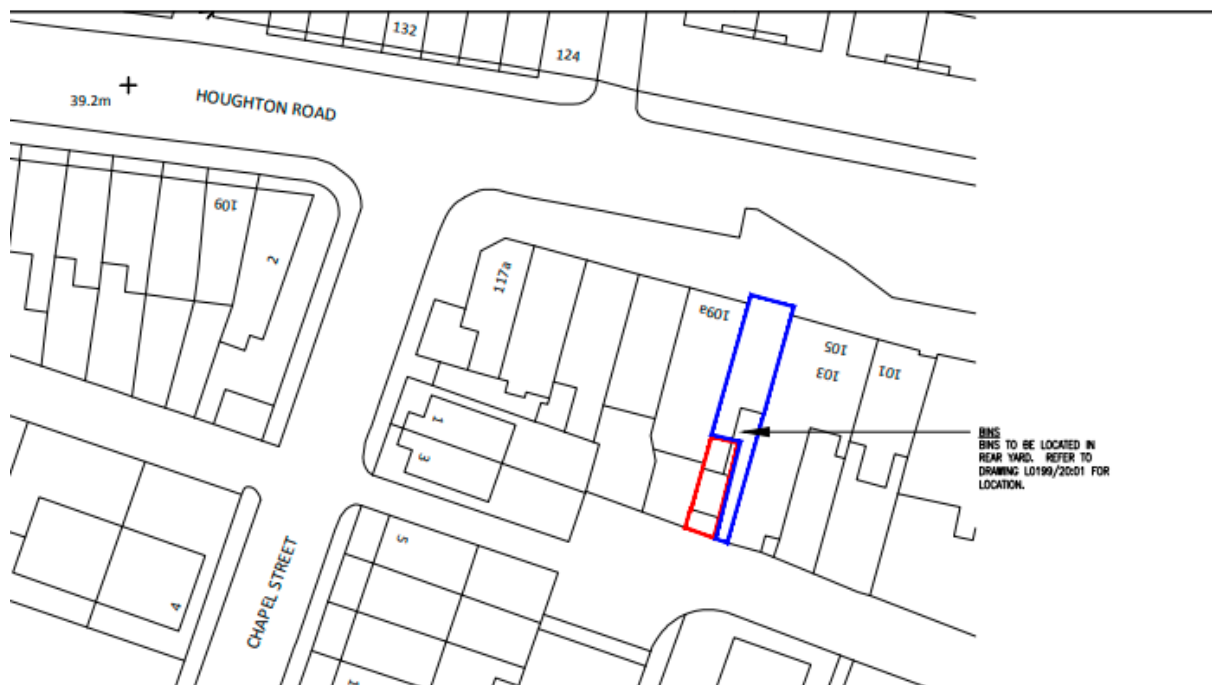 132
124
39.2m
HOUGHTON ROAD
109
2
117a
109a
105
103
101
1
3
BINS
BINS TO BE LOCATED IN
REAR YARD. REFER TO
DRAWING L0199/20:01 FOR
LOCATION.
5
4
CHAPEL STREET
1